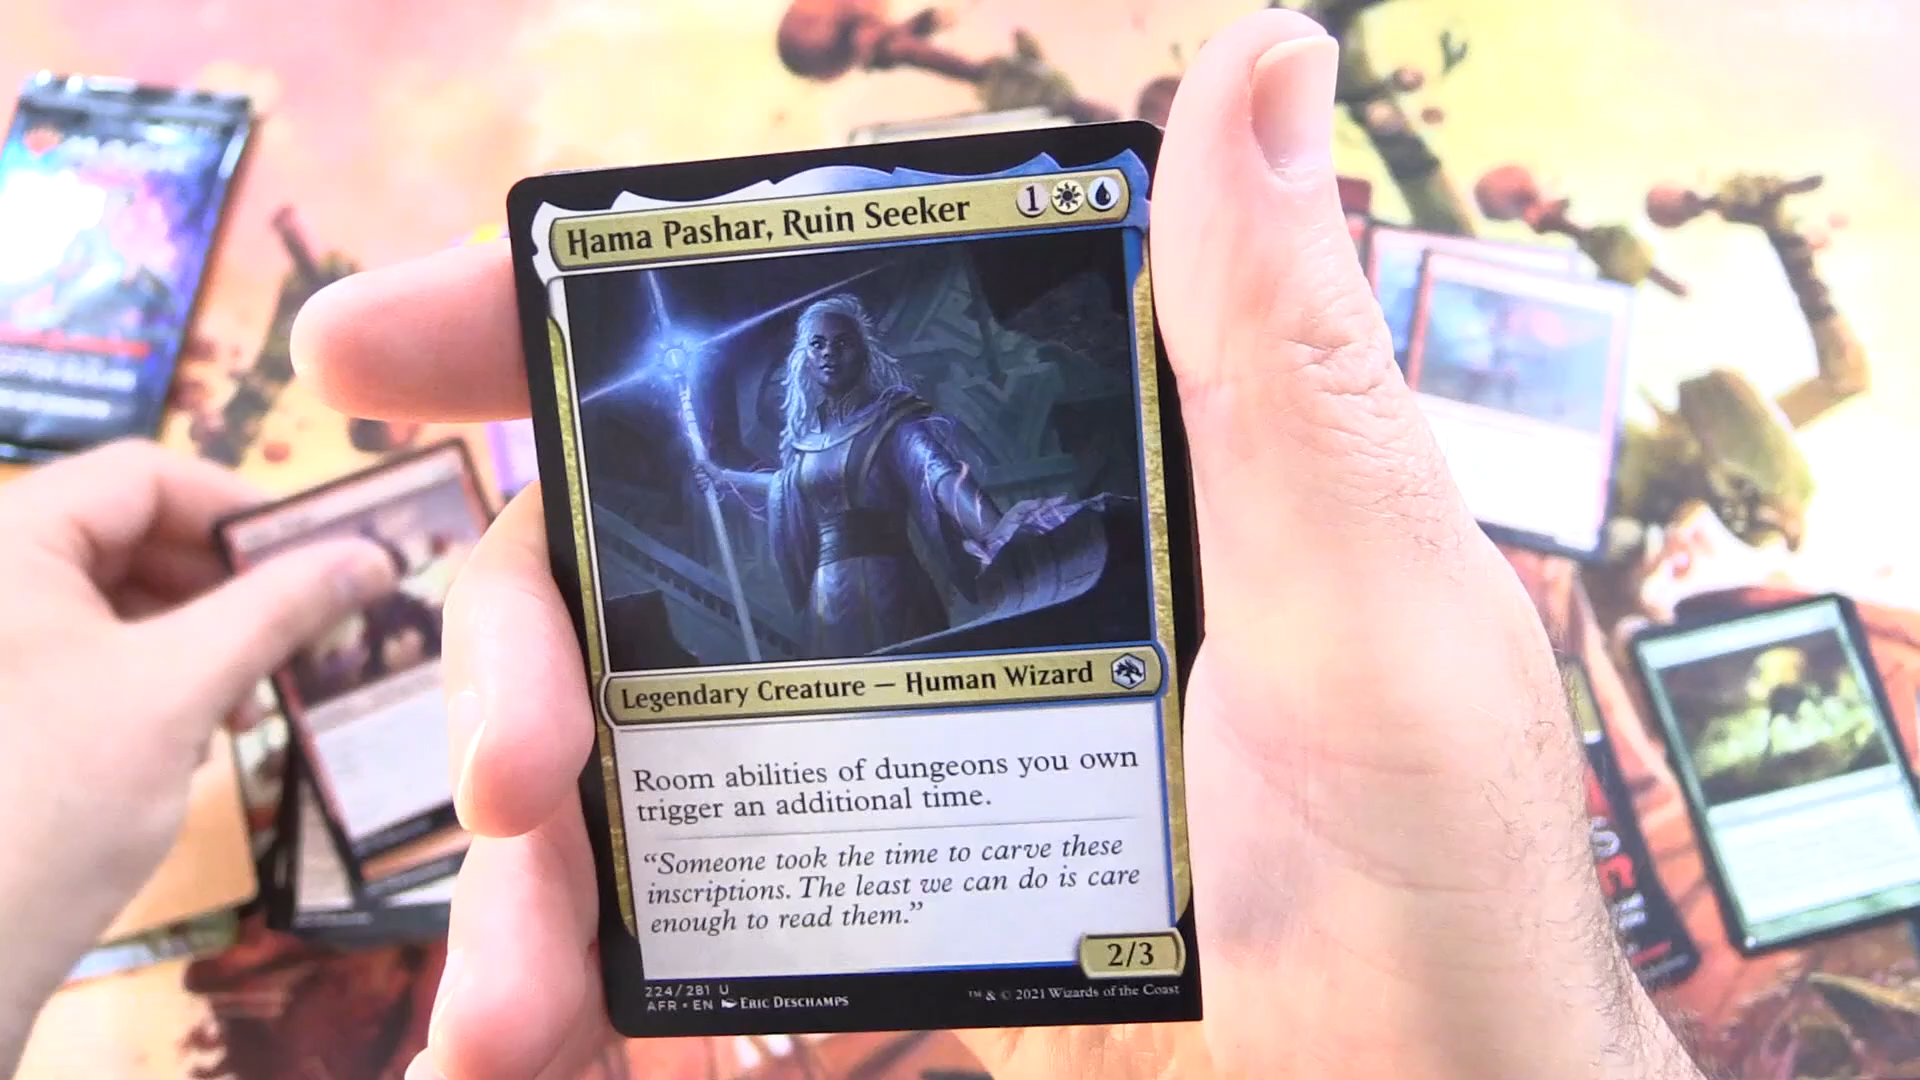 Hama Pashar, Ruin Seeker
1
Legendary Creature — Human Wizard
Room abilities of dungeons you own
trigger an additional time.
“Someone took the time to carve these
inscriptions. The least we can do is care
enough to read them.”
2/3
224/281 U
AFR • EN Eric Deschamps
™ & © 2021 Wizards of the Coast